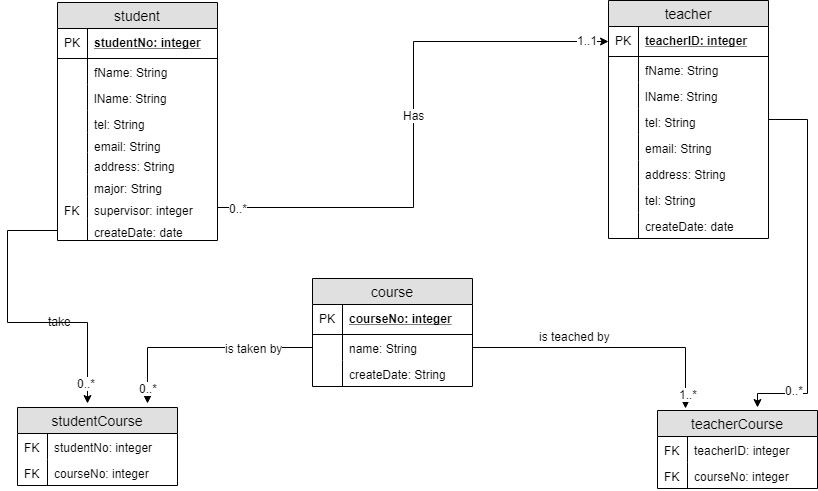 student
PK studentNo: integer
fName: String
lName: String
tel: String
email: String
address: String
major: String
FK supervisor: integer
createDate: date
teacher
PK teacherID: integer
fName: String
lName: String
tel: String
email: String
address: String
tel: String
createDate: date
1..1
Has
0..*
take
course
PK courseNo: integer
name: String
createDate: String
is taken by
is teached by
0..*
0..*
1..*
0..*
studentCourse
FK studentNo: integer
FK courseNo: integer
teacherCourse
FK teacherID: integer
FK courseNo: integer